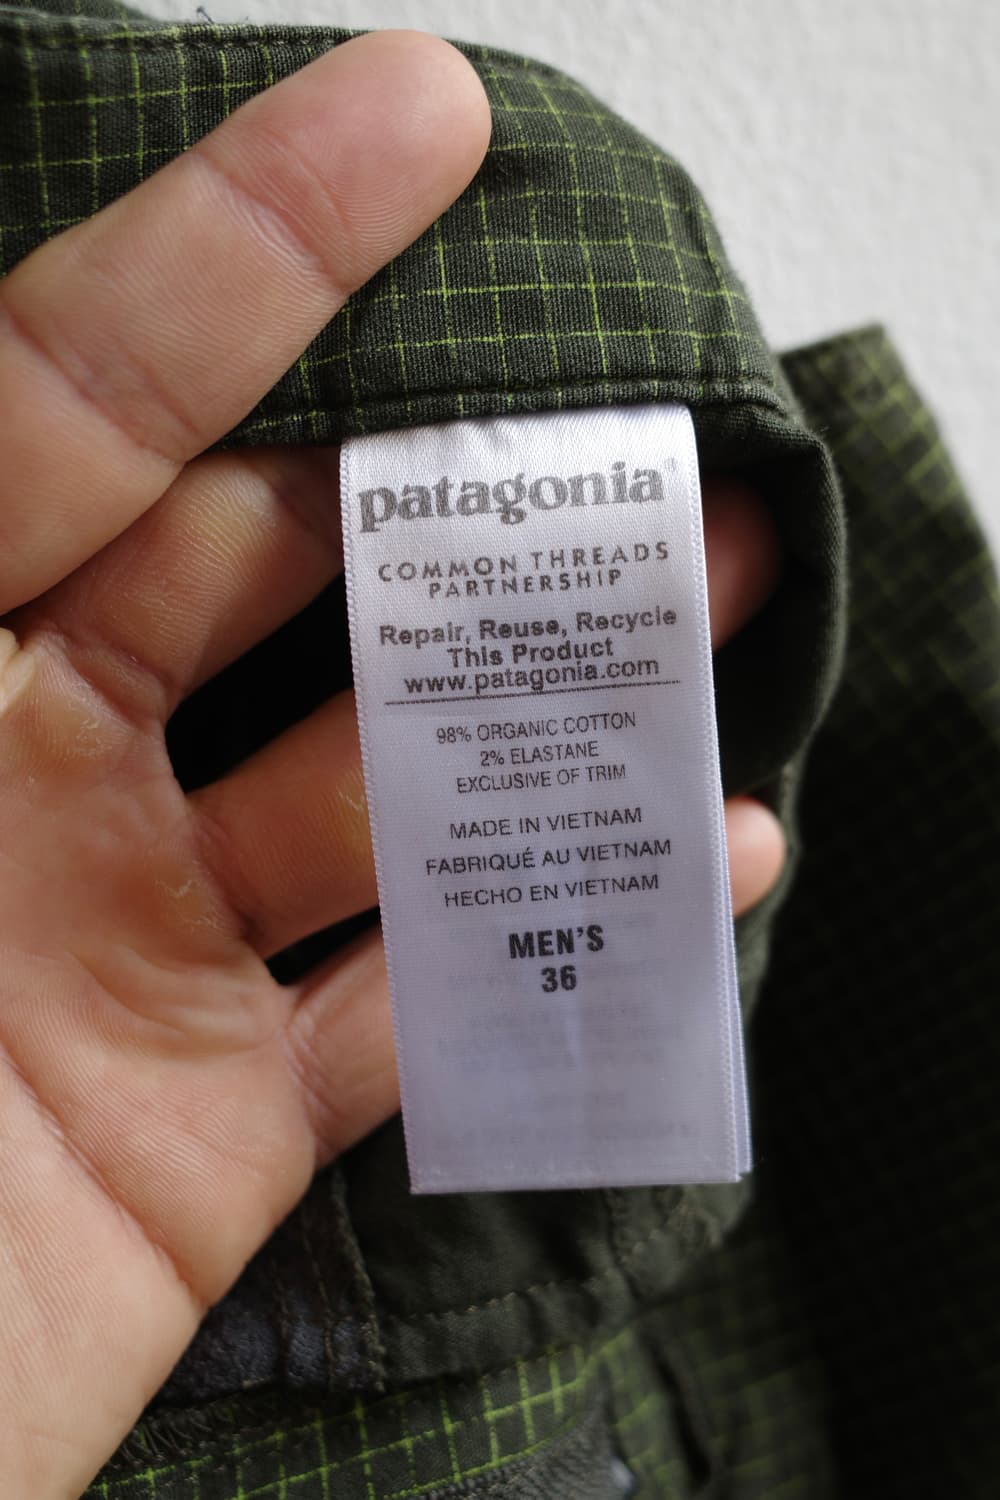 patagonia®
COMMON THREADS
PARTNERSHIP
Repair, Reuse, Recycle
This Product
www.patagonia.com
98% ORGANIC COTTON
2% ELASTANE
EXCLUSIVE OF TRIM
MADE IN VIETNAM
FABRIQUÉ AU VIETNAM
HECHO EN VIETNAM
MEN'S
36